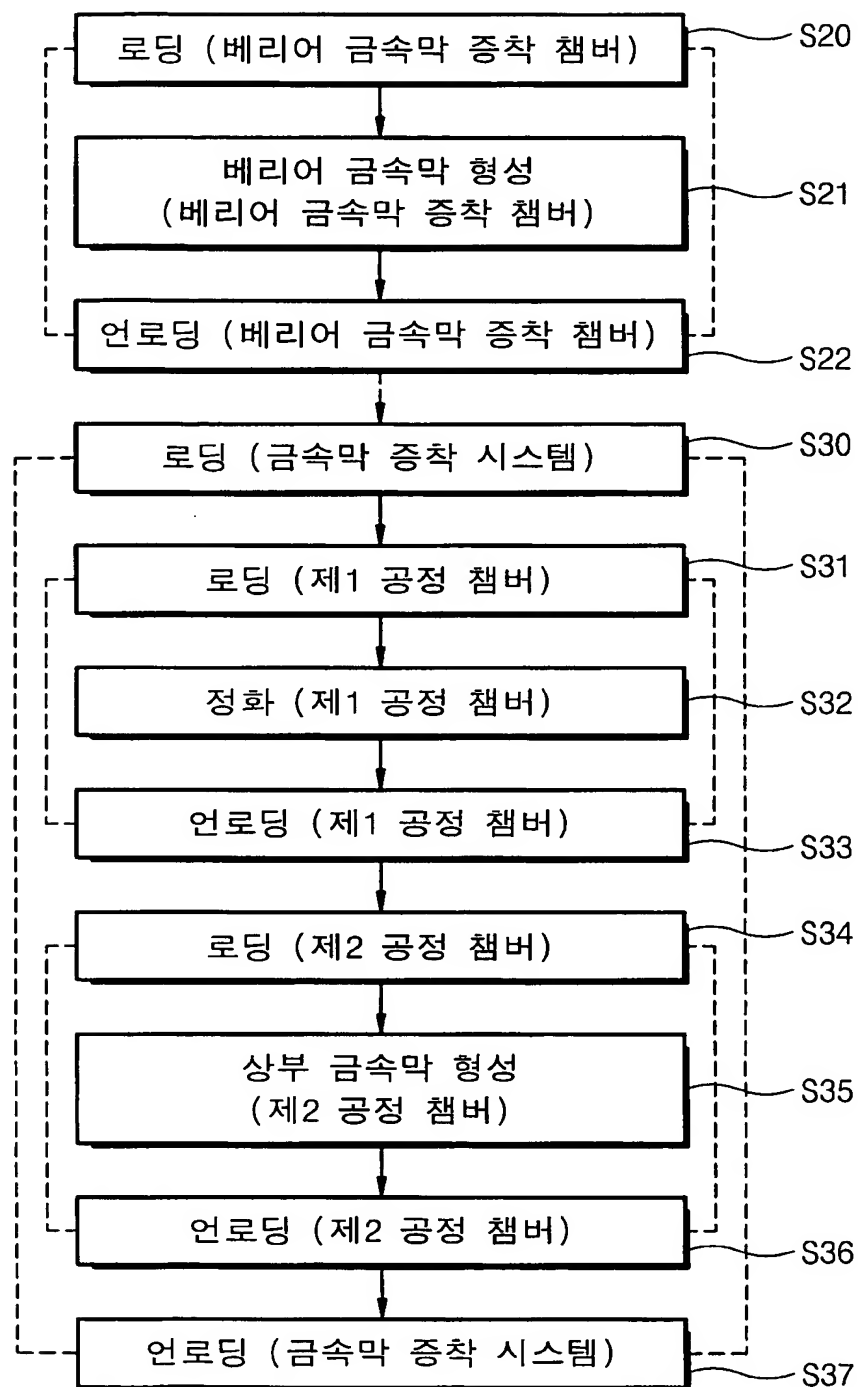 로딩 (베리어 금속막 증착 챔버)
S20
베리어 금속막 형성
(베리어 금속막 증착 챔버)
S21
언로딩 (베리어 금속막 증착 챔버)
S22
로딩 (금속막 증착 시스템)
S30
로딩 (제1 공정 챔버)
S31
정화 (제1 공정 챔버)
S32
언로딩 (제1 공정 챔버)
S33
로딩 (제2 공정 챔버)
S34
상부 금속막 형성
(제2 공정 챔버)
S35
언로딩 (제2 공정 챔버)
S36
언로딩 (금속막 증착 시스템)
S37